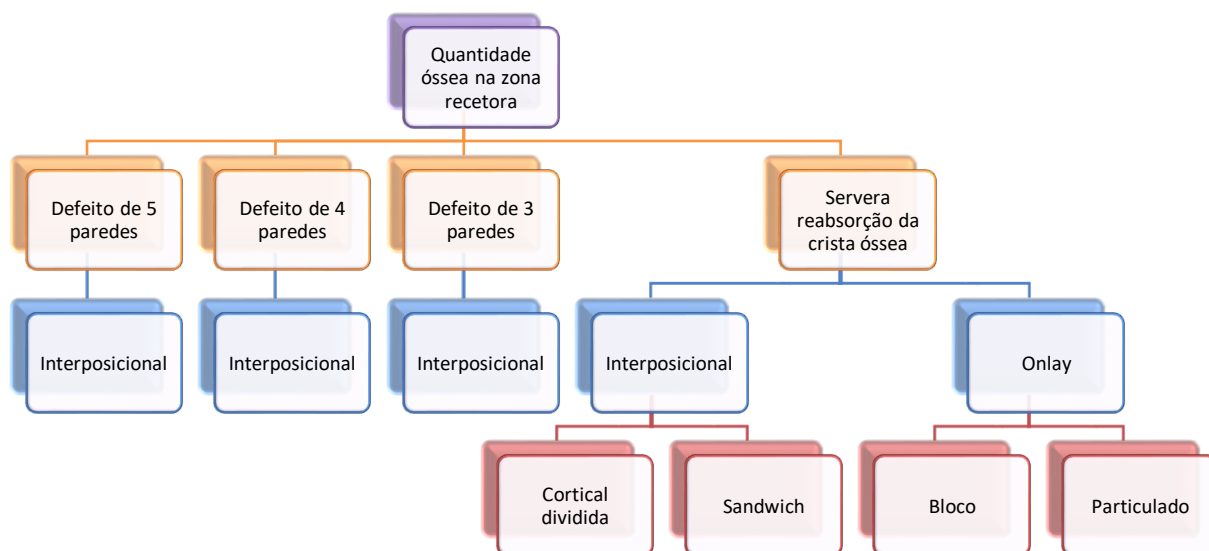 Quantidade
óssea na zona
recetora
Defeito de 5
paredes
Defeito de 4
paredes
Defeito de 3
paredes
Servera
reabsorção da
crista óssea
Interposicional
Interposicional
Interposicional
Interposicional
Onlay
Cortical
dividida
Sandwich
Bloco
Particulado